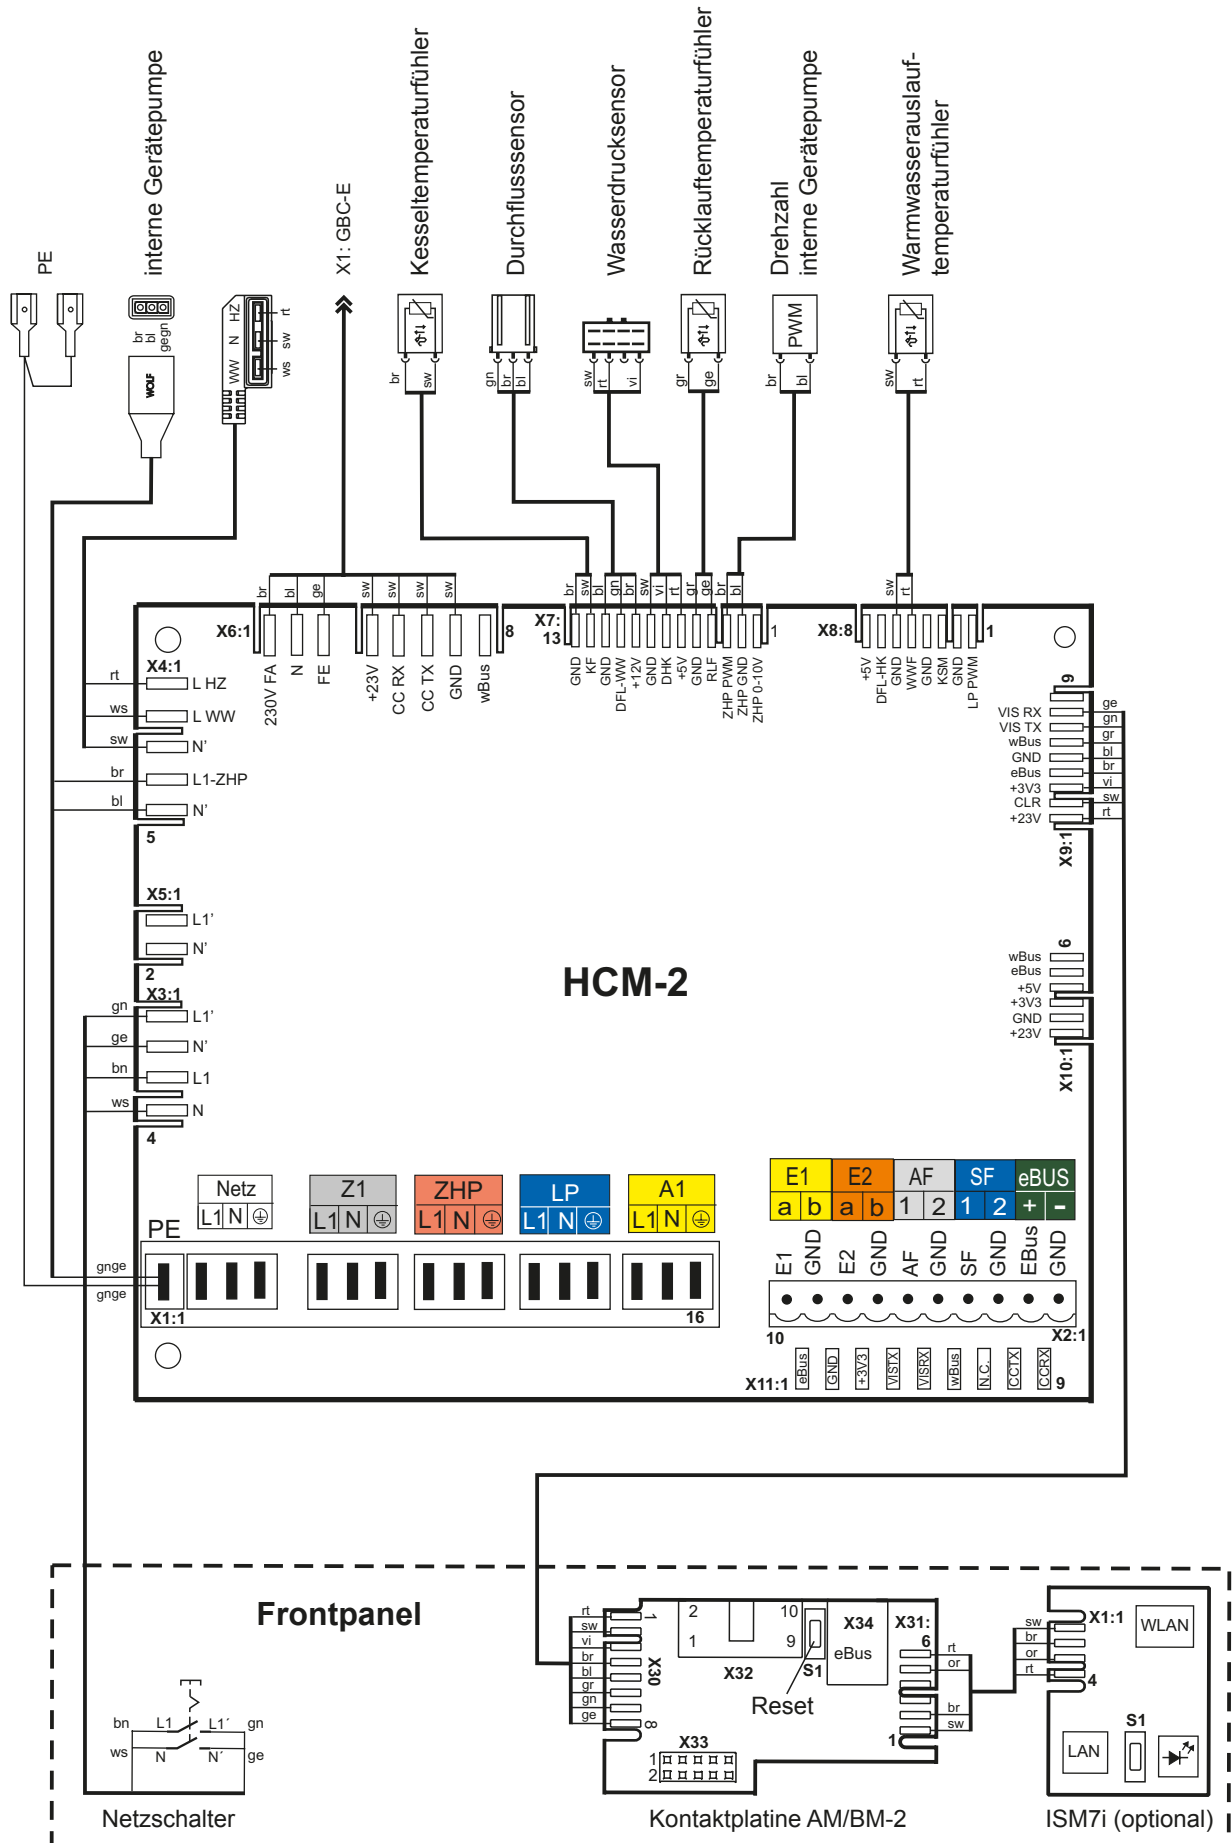 PE
interne Gerätepumpe
X1: GBC-E
Kesseltemperaturfühler
Durchflusssensor
Wasserdrucksensor
Rücklauftemperaturfühler
Drehzahl
interne Gerätepumpe
Warmwasserauslauf-
temperaturfühler
br
bl
gegn
WOLF
WW N HZ
rt
sw
ws
br
sw
gn
br
bl
sw
rt
vi
gr
ge
PWM
br
bl
sw
rt
br
bl
ge
sw
sw
sw
sw
br
sw
bl
gn
br
sw
vi
rt
gr
ge
br
bl
sw
rt
X6:1
8
X7:
13
1
X8:8
1
230V FA
N
FE
+23V
CC RX
CC TX
GND
wBus
GND
KF
GND
DFL-WW
+12V
GND
DHK
+5V
GND
RLF
ZHP PWM
ZHP GND
ZHP 0-10V
+5V
DFL-HK
GND
WWF
GND
KSM
GND
LP PWM
X4:1
rt L HZ
ws L WW
sw N'
br L1-ZHP
bl N'
5
X5:1
L1'
N'
2
X3:1
gn L1'
ge N'
bn L1
ws N
4
9
VIS RX ge
VIS TX gn
wBus gr
GND bl
eBus br
+3V3 vi
CLR sw
+23V rt
X9:1
6
wBus
eBus
+5V
+3V3
GND
+23V
X10:1
HCM-2
Netz
L1 N
Z1
L1 N
ZHP
L1 N
LP
L1 N
A1
L1 N
PE
gnge
gnge
X1:1
16
E1 E2 AF SF eBUS
a b a b 1 2 1 2 + -
E1
GND
E2
GND
AF
GND
SF
GND
EBus
GND
10
X2:1
X11:1
eBus
GND
+3V3
VISTX
VISRX
wBus
N.C.
CCTX
CCRX
9
Frontpanel
bn L1 L1´ gn
ws N N´ ge
Netzschalter
rt
sw
vi
br
bl
gr
gn
ge
1
X30
8
2 10
1 9
X32
S1
Reset
X34
eBus
X31:
6
rt
or
br
sw
1
X33
1
2
Kontaktplatine AM/BM-2
sw
br
or
rt
X1:1
4
WLAN
LAN
S1
ISM7i (optional)